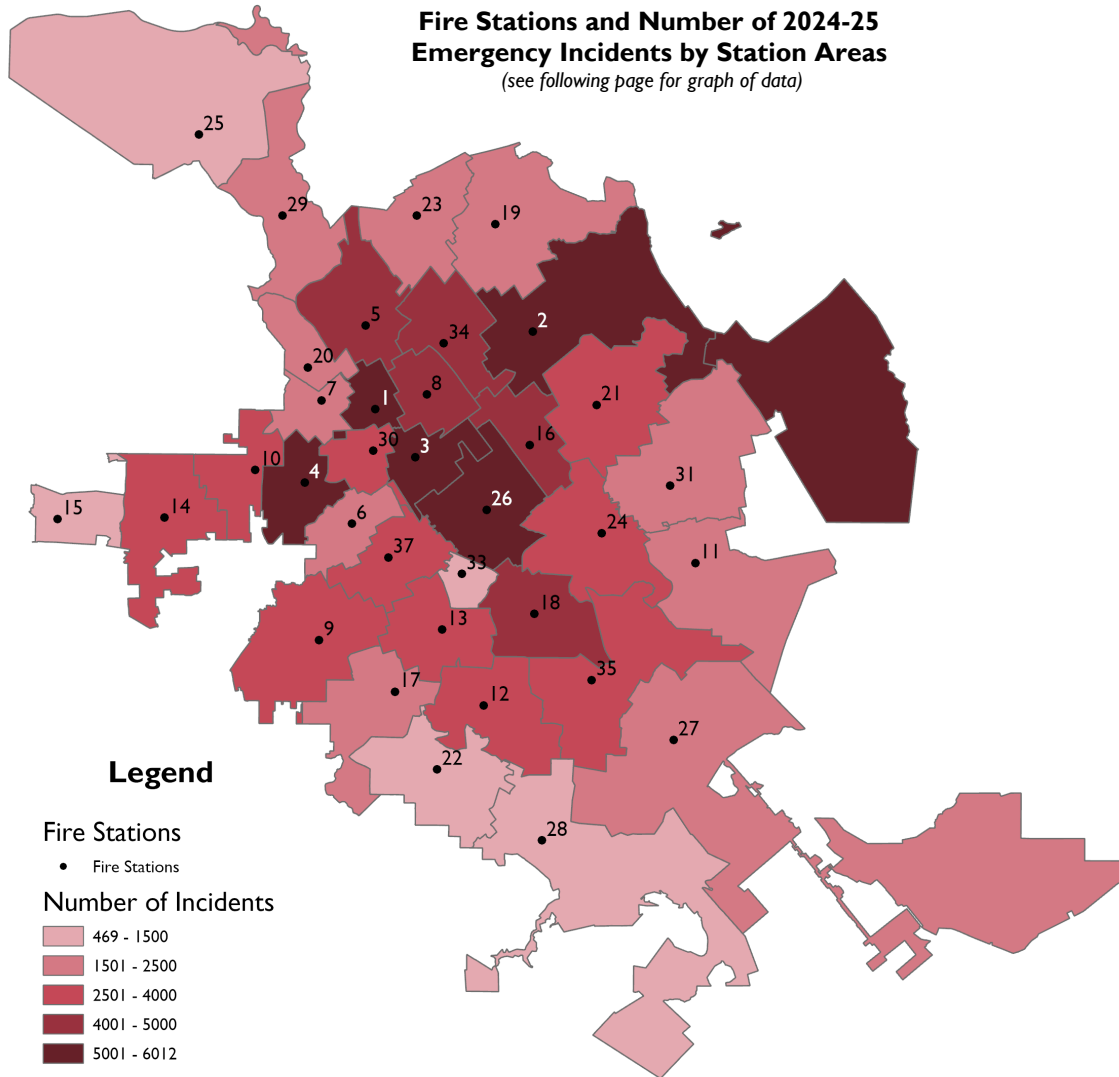 Fire Stations and Number of 2024-25
Emergency Incidents by Station Areas
(see following page for graph of data)
25
29
23
19
5
34
2
20
7
1
8
21
30
3
16
10
4
31
15
14
6
26
24
37
11
33
18
9
13
35
17
12
27
22
28
Legend
Fire Stations
Fire Stations
Number of Incidents
469 - 1500
1501 - 2500
2501 - 4000
4001 - 5000
5001 - 6012